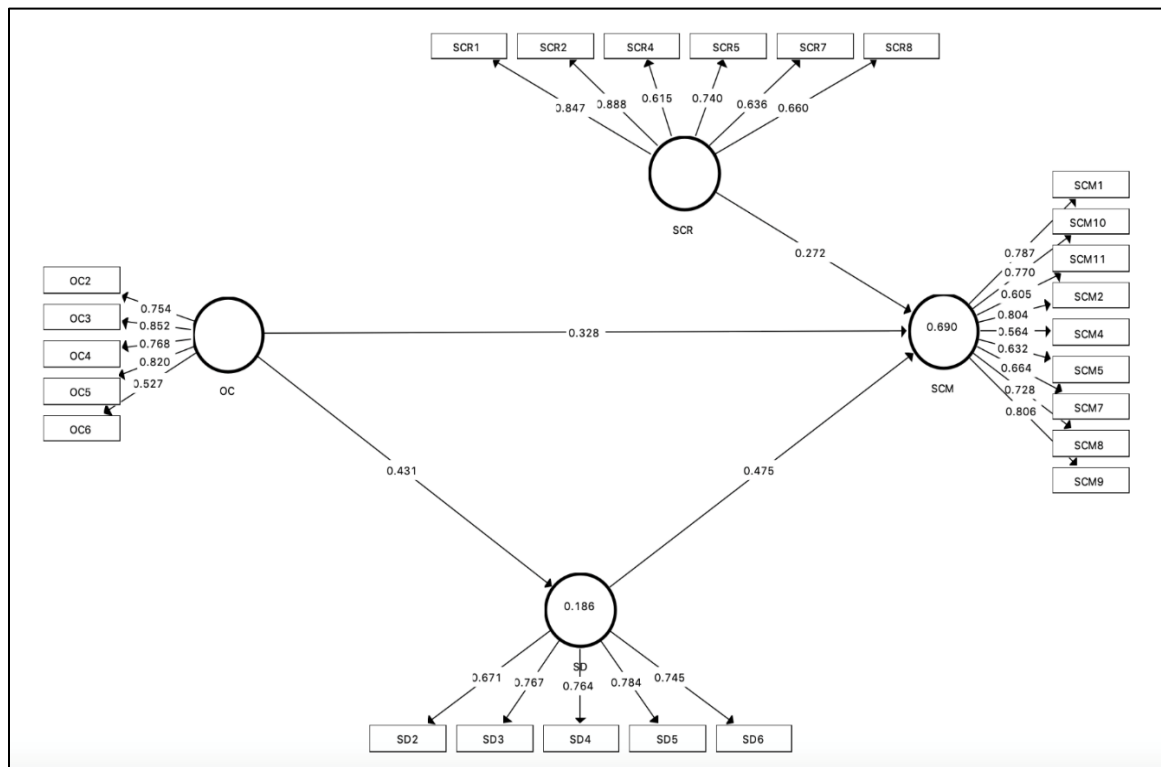 SCR1 SCR2 SCR4 SCR5 SCR7 SCR8
0.847 0.888 0.615 0.740 0.636 0.660
SCR
SCM1
SCM10
SCM11
SCM2
SCM4
SCM5
SCM7
SCM8
SCM9
0.787
0.770
0.605
0.804
0.564
0.632
0.664
0.728
0.806
0.272
0.690
SCM
OC2
OC3
OC4
OC5
OC6
0.754
0.852
0.768
0.820
0.527
OC
0.328
0.431
0.475
0.186
SD
0.671 0.767 0.764 0.784 0.745
SD2 SD3 SD4 SD5 SD6